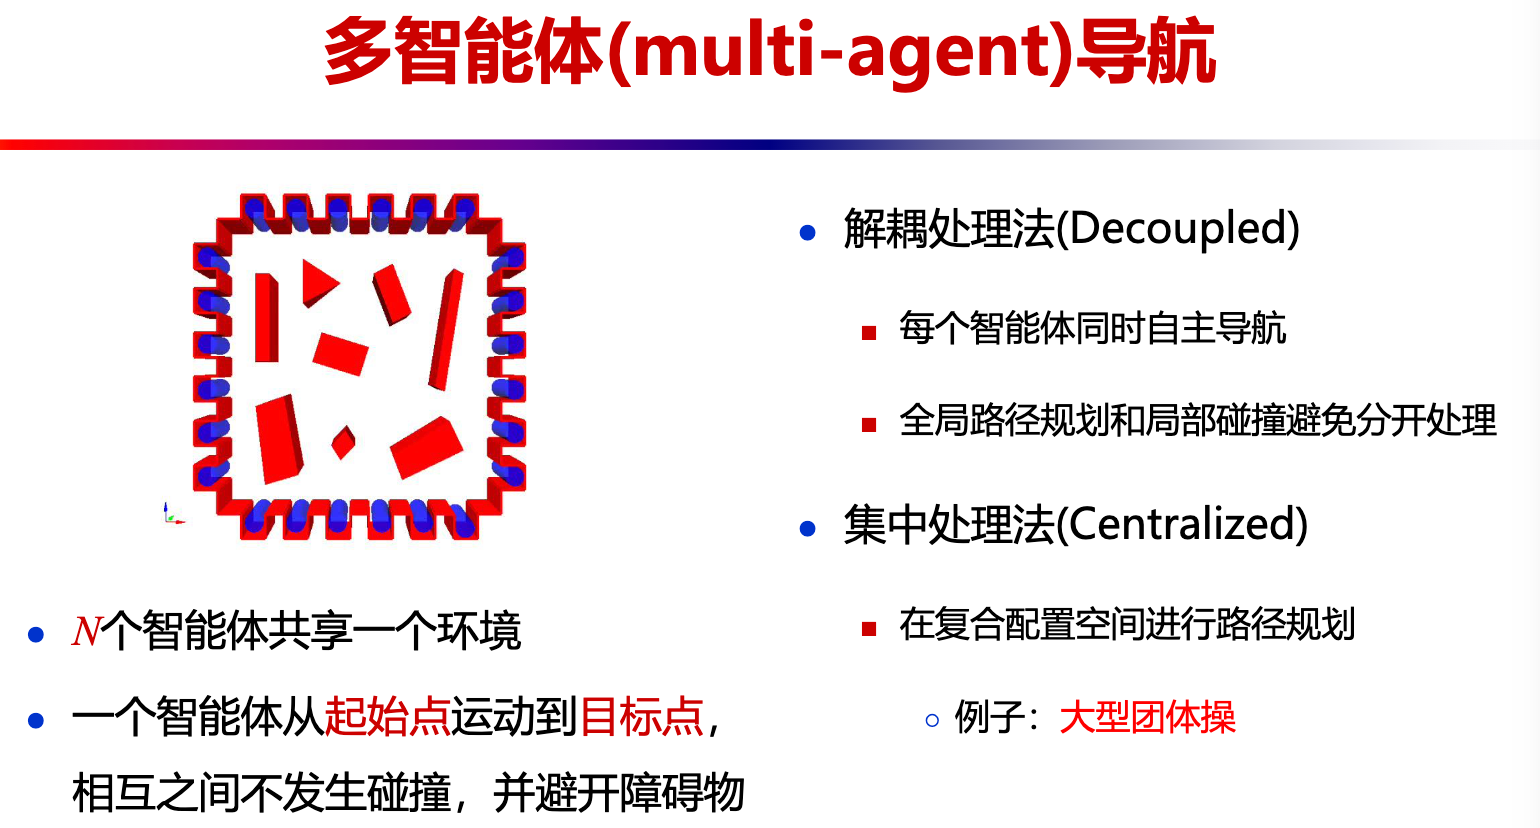 多智能体(multi-agent)导航
N个智能体共享一个环境
一个智能体从起始点运动到目标点，
相互之间不发生碰撞，并避开障碍物
解耦处理法(Decoupled)
每个智能体同时自主导航
全局路径规划和局部碰撞避免分开处理
集中处理法(Centralized)
在复合配置空间进行路径规划
例子：大型团体操